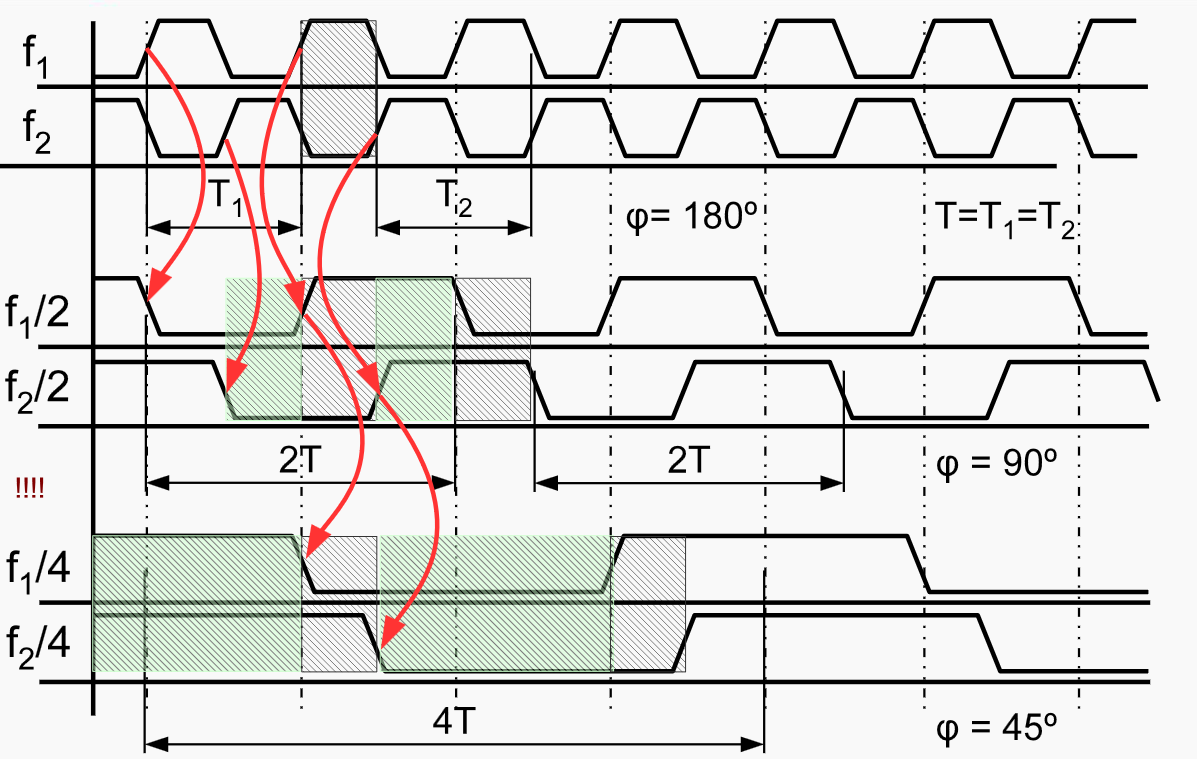 f₁
f₂
T₁
T₂
φ= 180º
T=T₁=T₂
f₁/2
f₂/2
2T
2T
φ = 90º
!!!!
f₁/4
f₂/4
4T
φ = 45º